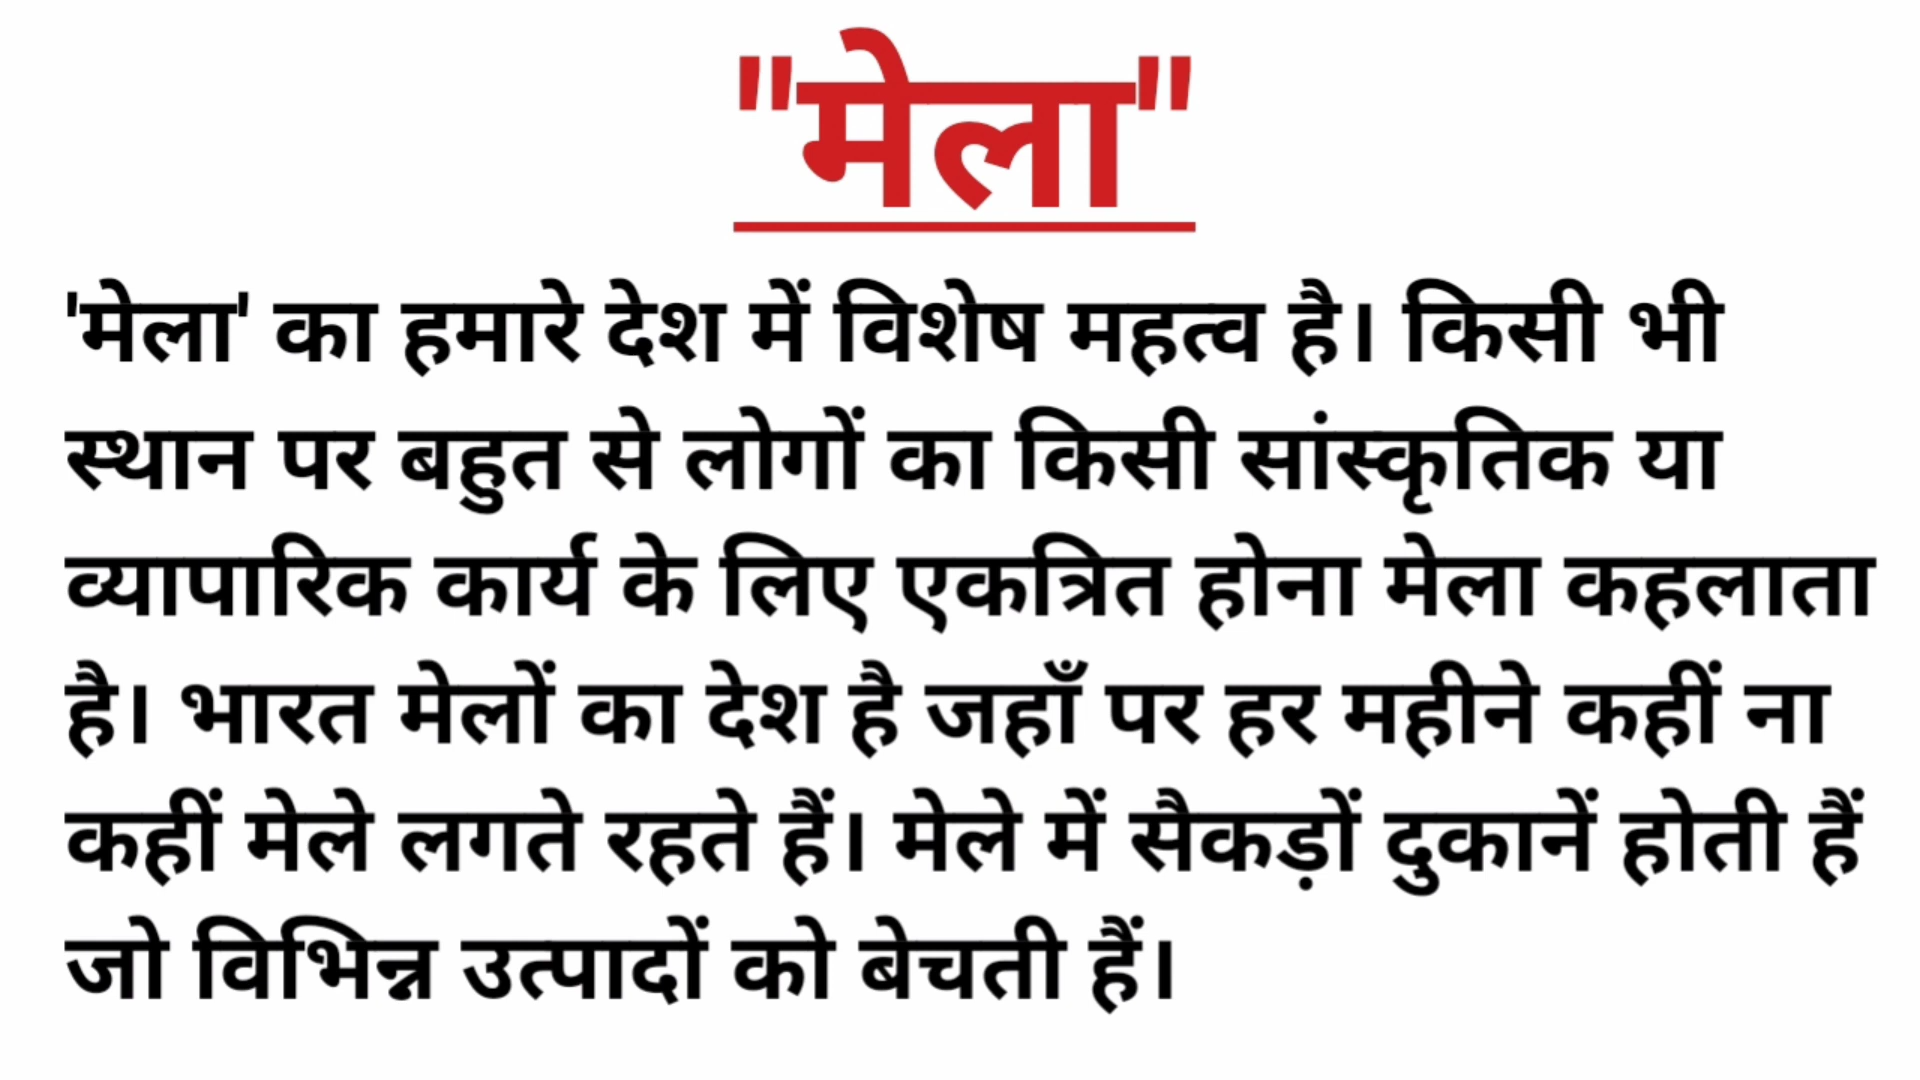 "मेला"
'मेला' का हमारे देश में विशेष महत्व है। किसी भी
स्थान पर बहुत से लोगों का किसी सांस्कृतिक या
व्यापारिक कार्य के लिए एकत्रित होना मेला कहलाता
है। भारत मेलों का देश है जहाँ पर हर महीने कहीं ना
कहीं मेले लगते रहते हैं। मेले में सैकड़ों दुकानें होती हैं
जो विभिन्न उत्पादों को बेचती हैं।